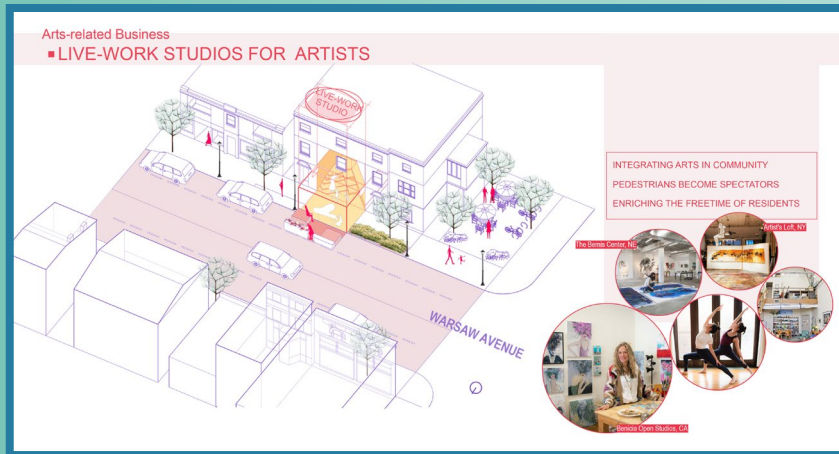 Arts-related Business
LIVE-WORK STUDIOS FOR ARTISTS
LIVE-WORK
STUDIO
INTEGRATING ARTS IN COMMUNITY
PEDESTRIANS BECOME SPECTATORS
ENRICHING THE FREETIME OF RESIDENTS
Artist's Loft, NY
The Bemis Center, NE
WARSAW AVENUE
Benicia Open Studios, CA